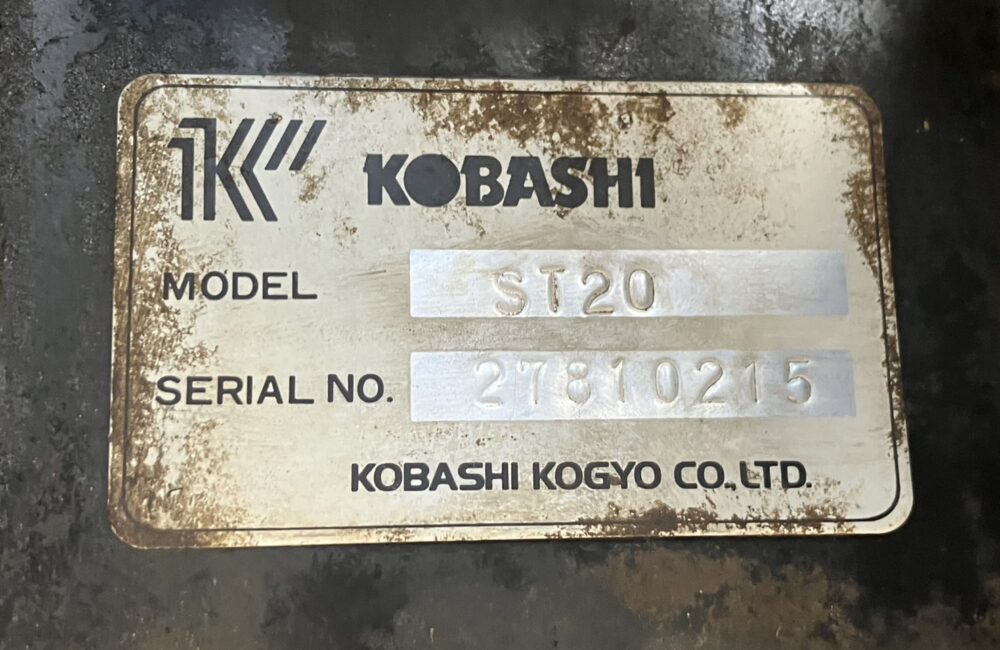 K KOBASHI
MODEL ST20
SERIAL NO. 27810215
KOBASHI KOGYO CO., LTD.